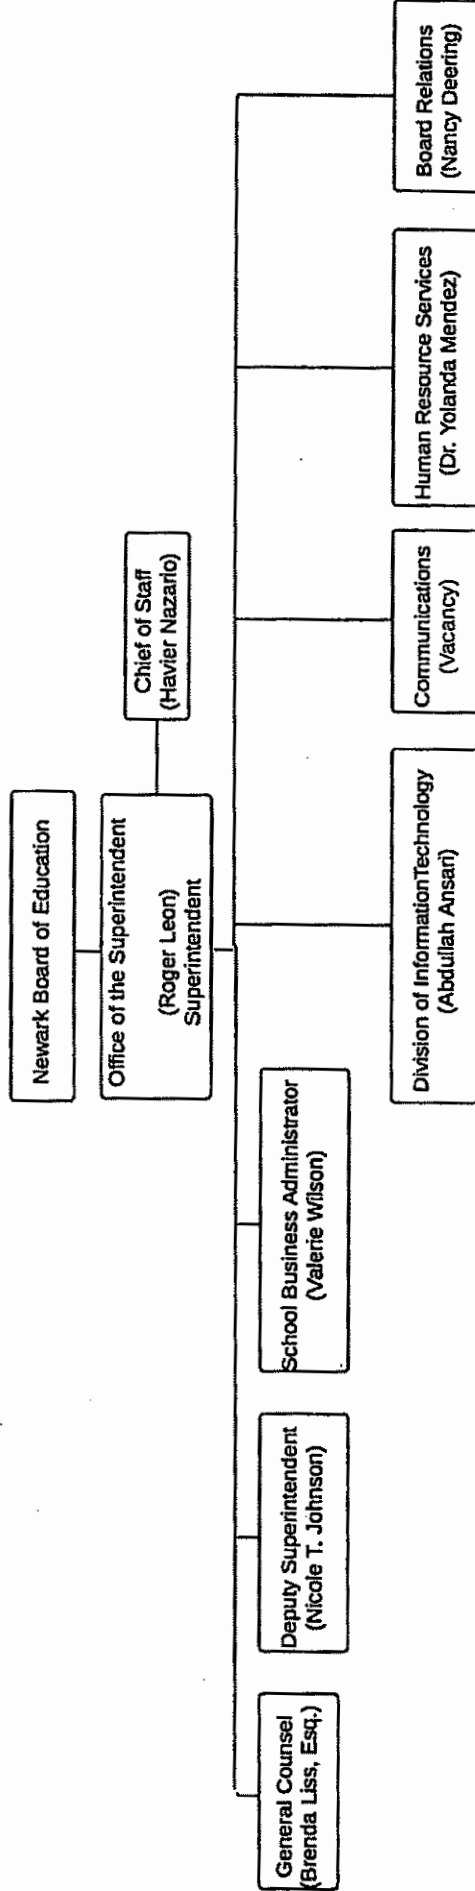 Newark Board of Education
Office of the Superintendent
(Roger Leon)
Superintendent
Chief of Staff
(Havier Nazario)
General Counsel
(Brenda Liss, Esq.)
Deputy Superintendent
(Nicole T. Johnson)
School Business Administrator
(Valerie Wilson)
Division of InformationTechnology
(Abdullah Ansari)
Communications
(Vacancy)
Human Resource Services
(Dr. Yolanda Mendez)
Board Relations
(Nancy Deering)